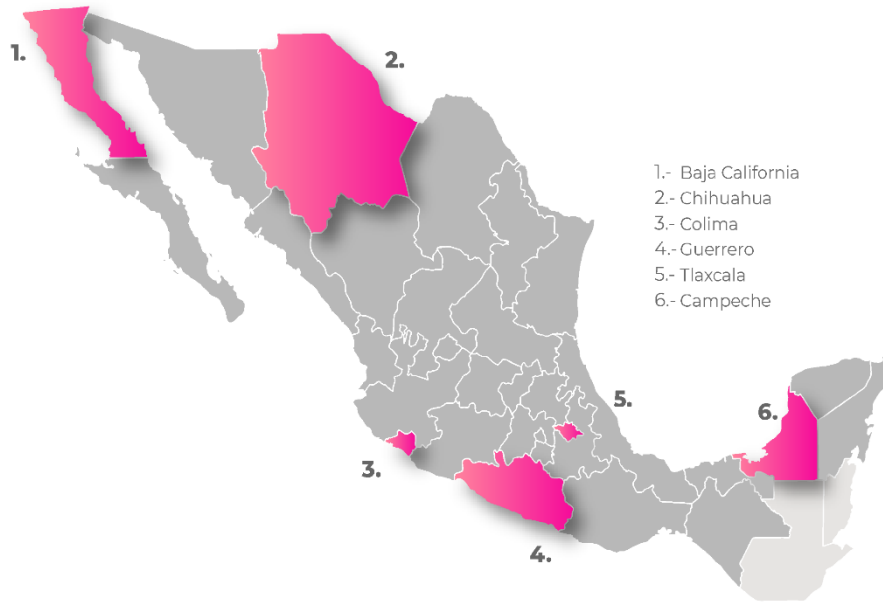 1.
2.
1.- Baja California
2.- Chihuahua
3.- Colima
4.- Guerrero
5.- Tlaxcala
6.- Campeche
5.
6.
3.
4.